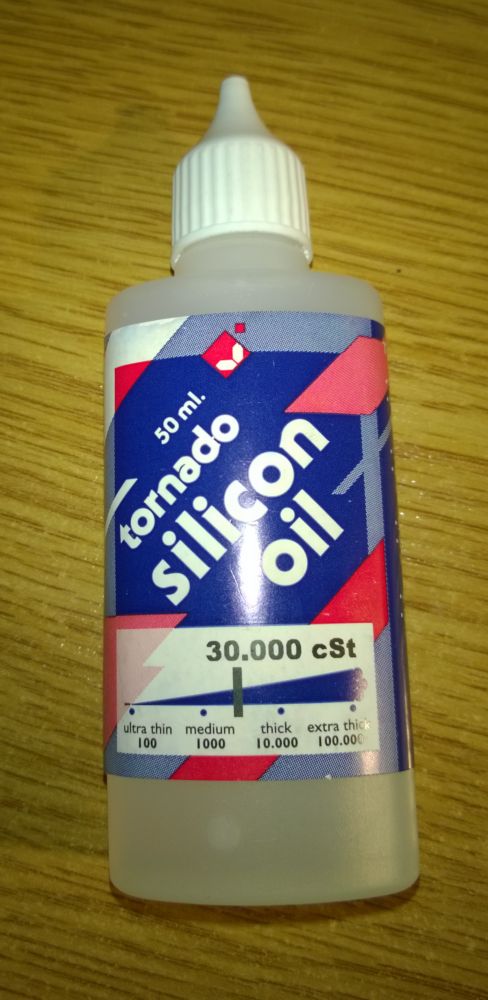 50 ml.
tornado
silicon
oil
30.000 cSt
ultra thin medium thick extra thick
100 1000 10.000 100.000